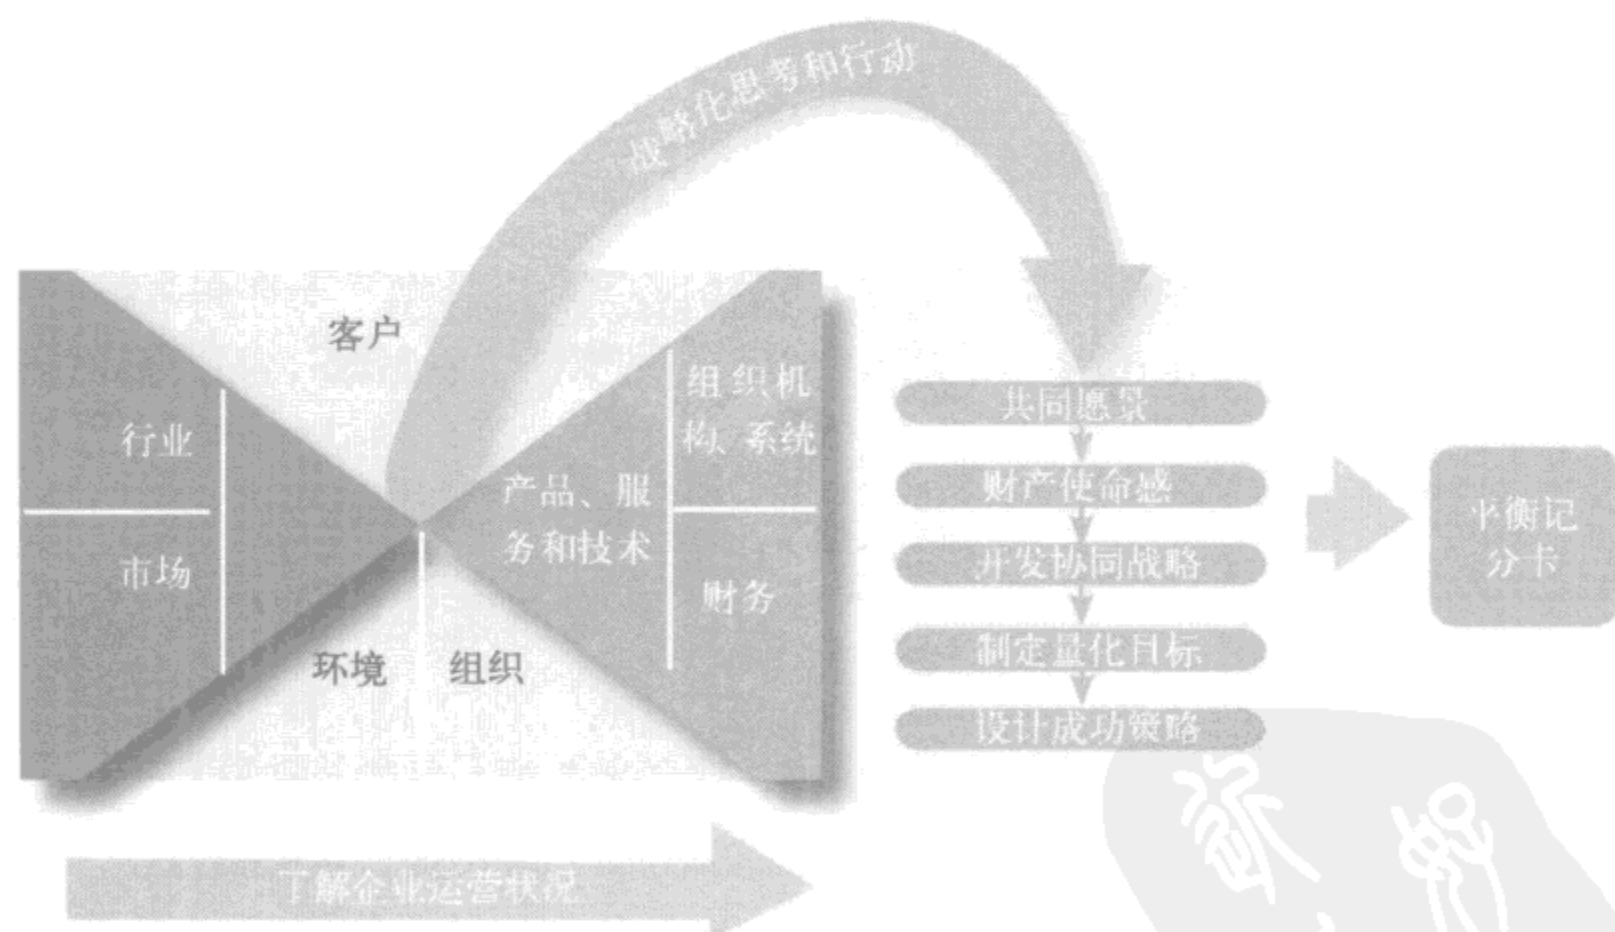 战略化思考和行动
客户
行业
市场
产品、服
务和技术
组织机
构、系统
财务
环境
组织
了解企业运营状况
共同愿景
财产使命感
开发协同战略
制定量化目标
设计成功策略
平衡记
分卡